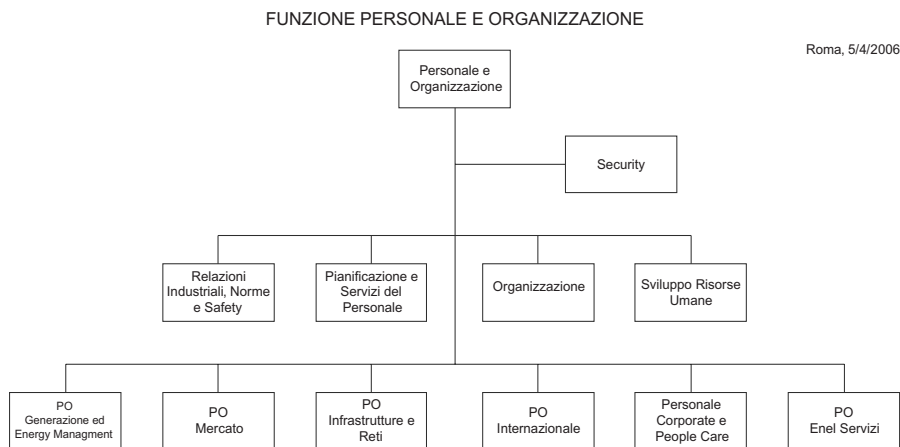 FUNZIONE PERSONALE E ORGANIZZAZIONE
Roma, 5/4/2006
Personale e
Organizzazione
Security
Relazioni
Industriali, Norme
e Safety
Pianificazione e
Servizi del
Personale
Organizzazione
Sviluppo Risorse
Umane
PO
Generazione ed
Energy Managment
PO
Mercato
PO
Infrastrutture e
Reti
PO
Internazionale
Personale
Corporate e
People Care
PO
Enel Servizi